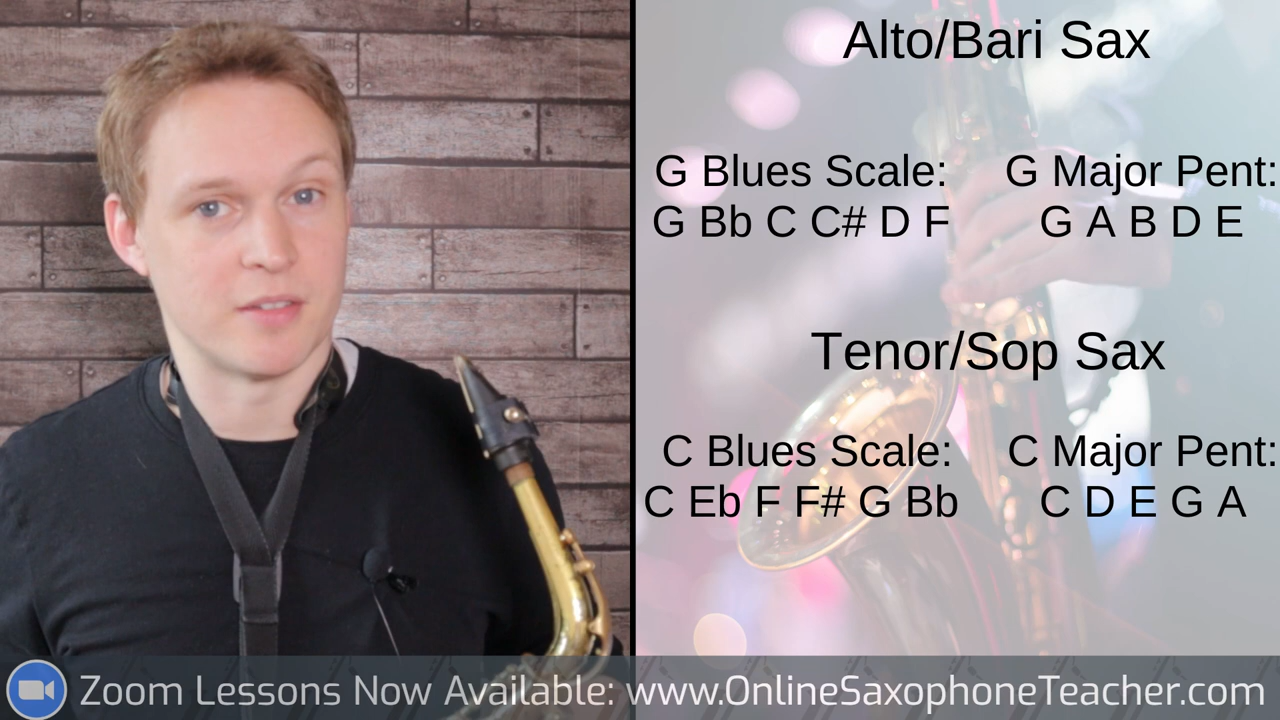 Alto/Bari Sax
G Blues Scale:
G Bb C C# D F
G Major Pent:
G A B D E
Tenor/Sop Sax
C Blues Scale:
C Eb F F# G Bb
C Major Pent:
C D E G A
Zoom Lessons Now Available: www.OnlineSaxophoneTeacher.com